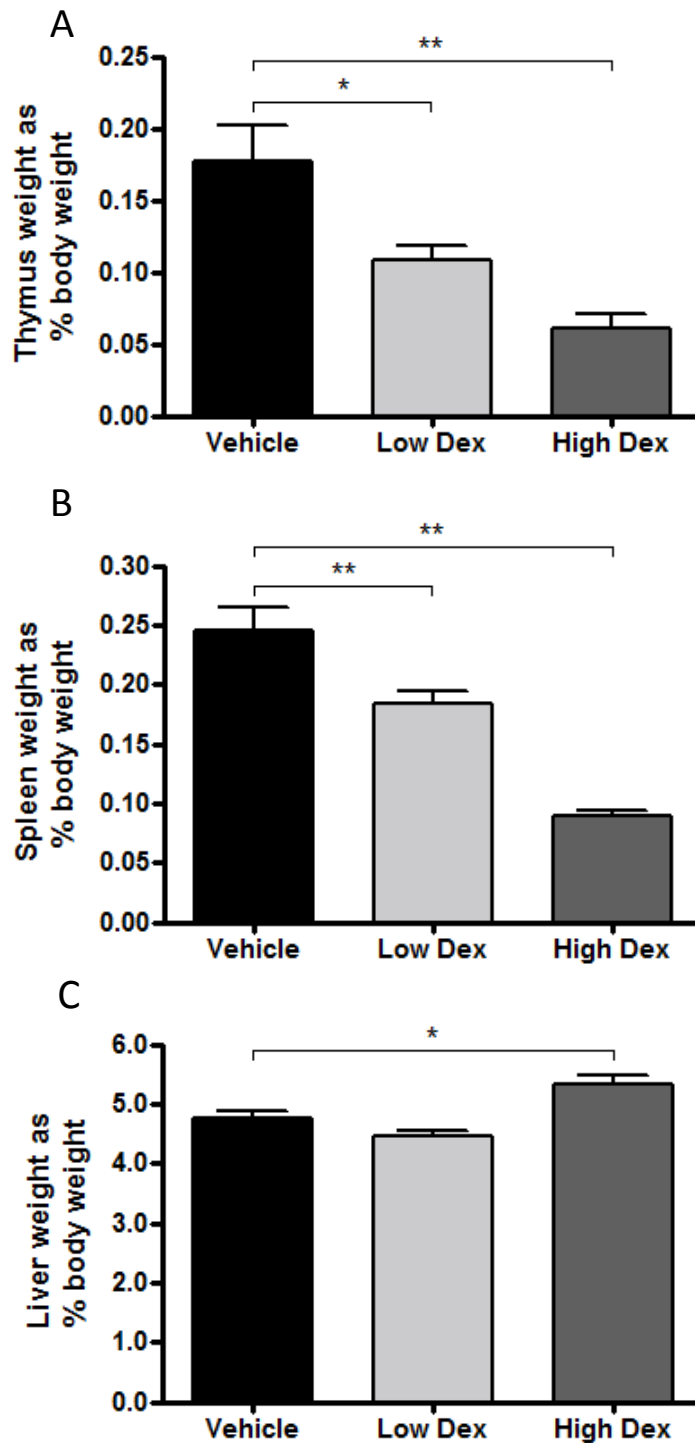 A
Thymus weight as
% body weight
0.25
0.20
0.15
0.10
0.05
0.00
**
*
Vehicle Low Dex High Dex
B
Spleen weight as
% body weight
0.30
0.25
0.20
0.15
0.10
0.05
0.00
**
**
Vehicle Low Dex High Dex
C
Liver weight as
% body weight
6.0
5.0
4.0
3.0
2.0
1.0
0.0
*
Vehicle Low Dex High Dex